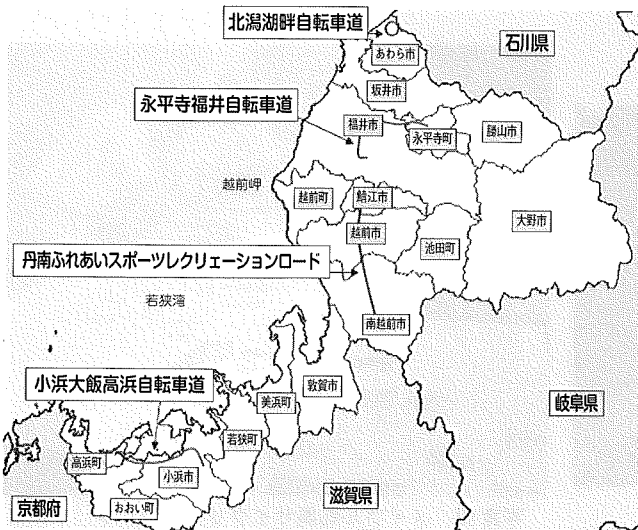 北潟湖畔自転車道
石川県
あわら市
坂井市
永平寺福井自転車道
福井市
永平寺町
勝山市
越前岬
越前町
鯖江市
大野市
越前市
池田町
丹南ふれあいスポーツレクリェーションロード
若狭湾
南越前市
小浜大飯高浜自転車道
敦賀市
美浜町
岐阜県
若狭町
高浜町
小浜市
滋賀県
京都府
おおい町